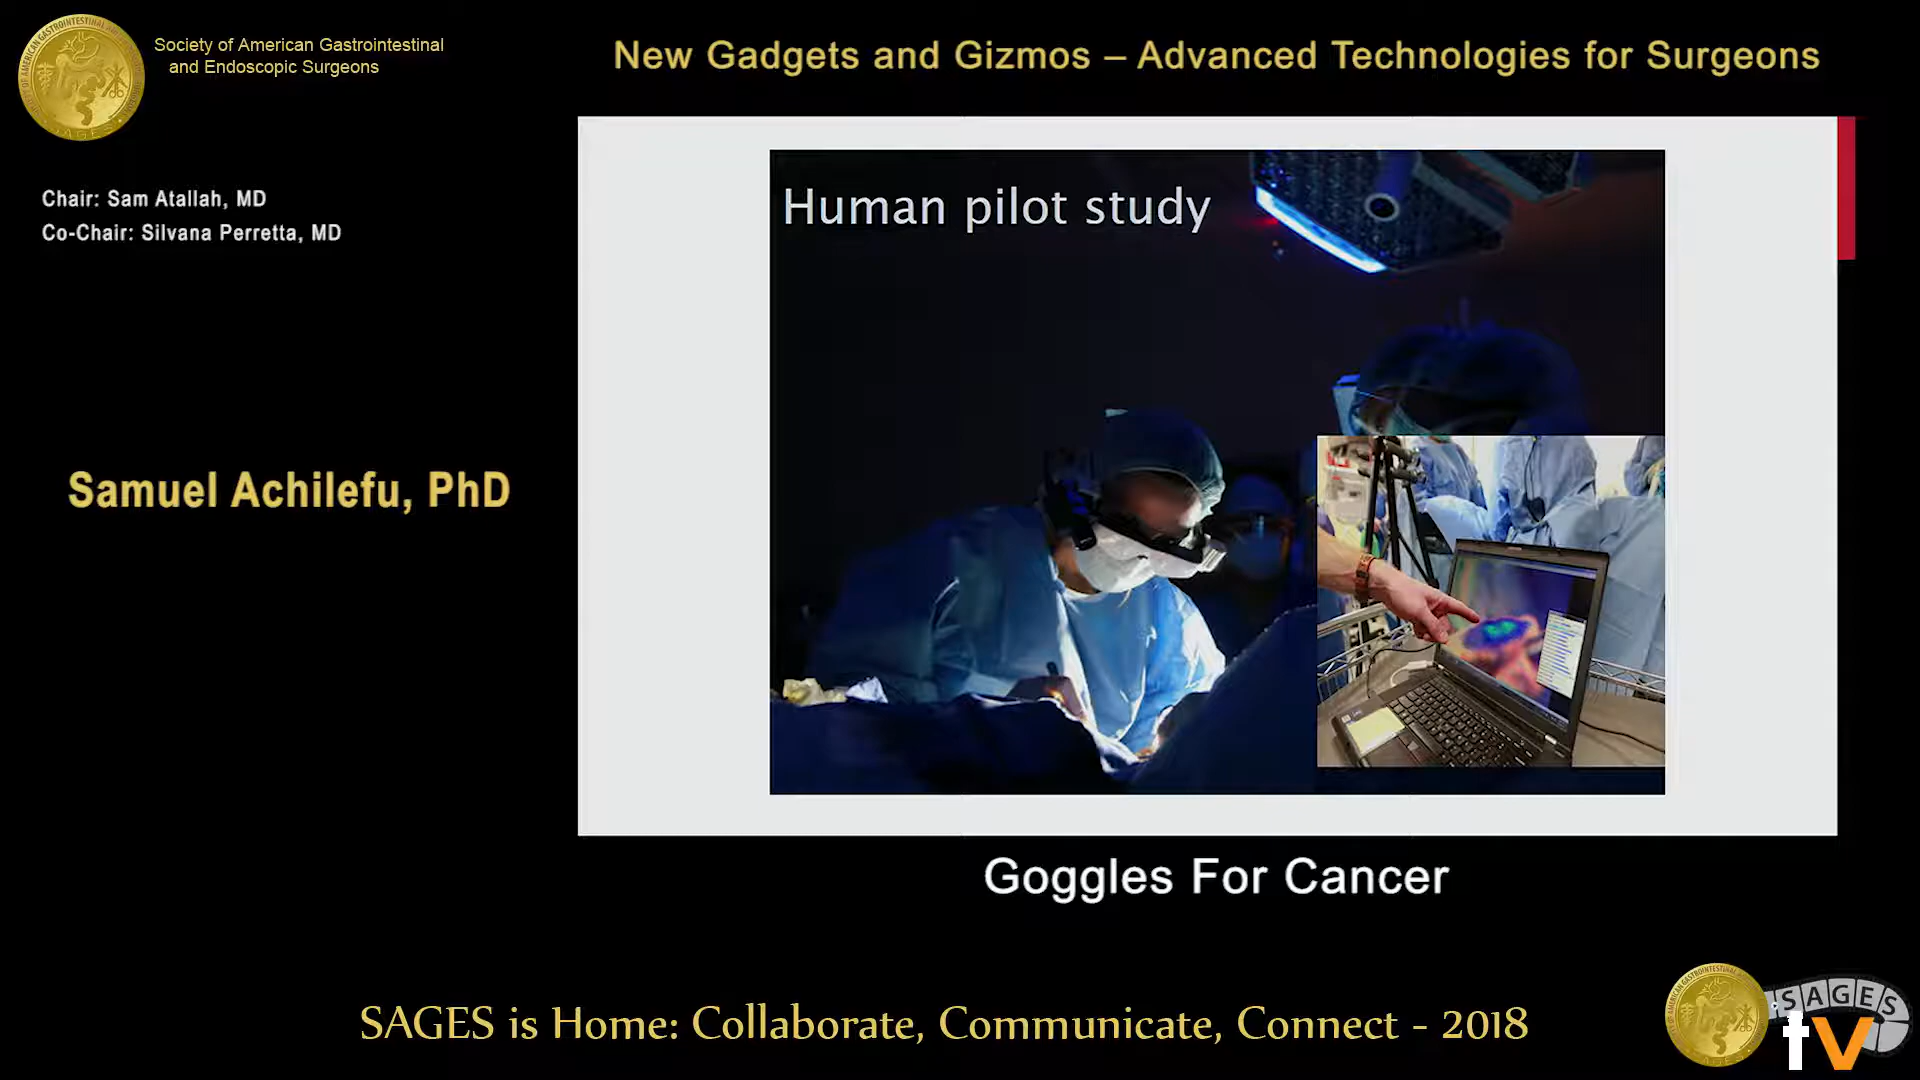 Society of American Gastrointestinal
and Endoscopic Surgeons
New Gadgets and Gizmos – Advanced Technologies for Surgeons
Chair: Sam Atallah, MD
Co-Chair: Silvana Perretta, MD
Human pilot study
Samuel Achilefu, PhD
Goggles For Cancer
SAGES is Home: Collaborate, Communicate, Connect - 2018
SAGES
tv